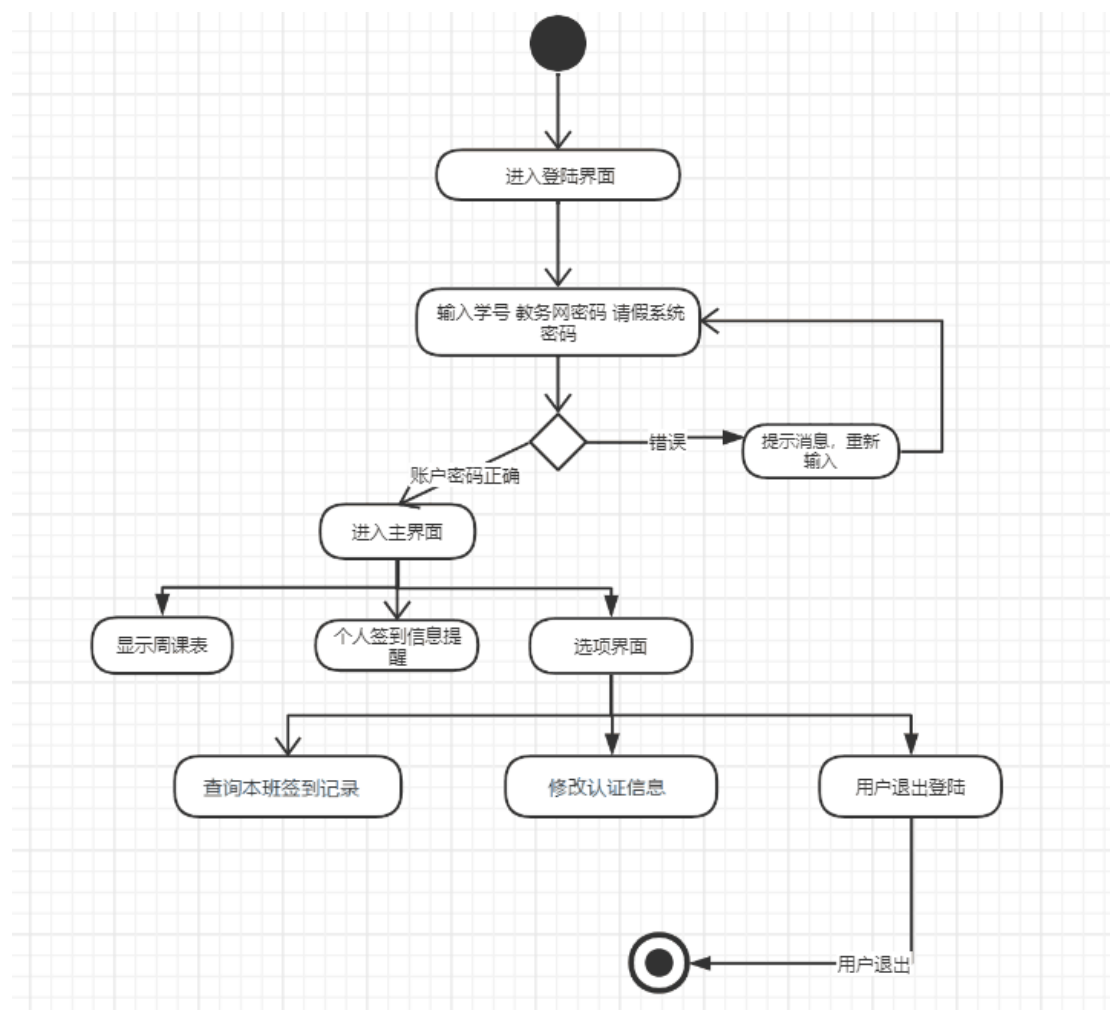 进入登陆界面
输入学号 教务网密码 请假系统
密码
错误
提示消息，重新
输入
账户密码正确
进入主界面
显示周课表
个人签到信息提
醒
选项界面
查询本班签到记录
修改认证信息
用户退出登陆
用户退出